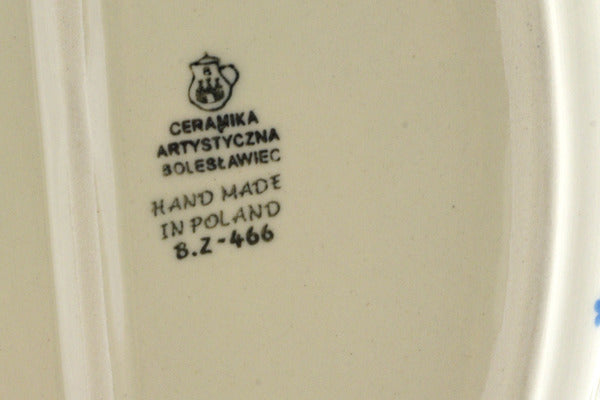 CERAMIKA
ARTYSTYCZNA
BOLESŁAWIEC
HAND MADE
IN POLAND
B.Z-466